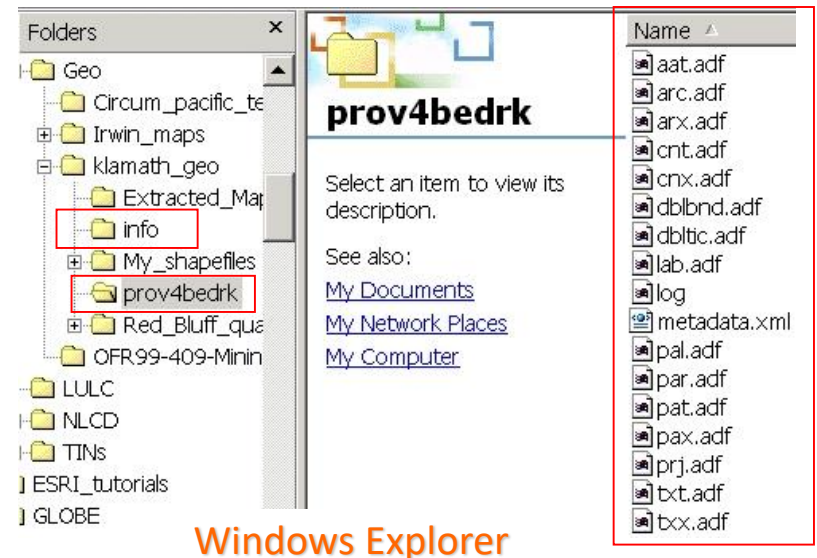 Folders ×
Geo
Circum_pacific_te
Irwin_maps
klamath_geo
Extracted_Map
info
My_shapefiles
prov4bedrk
Red_Bluff_qua
OFR99-409-Minin
LULC
NLCD
TINs
ESRI_tutorials
GLOBE
prov4bedrk
Select an item to view its
description.
See also:
My Documents
My Network Places
My Computer
Name
aat.adf
arc.adf
arx.adf
cnt.adf
cnx.adf
dblbnd.adf
dbltic.adf
lab.adf
log
metadata.xml
pal.adf
par.adf
pat.adf
pax.adf
prj.adf
txt.adf
txx.adf
Windows Explorer